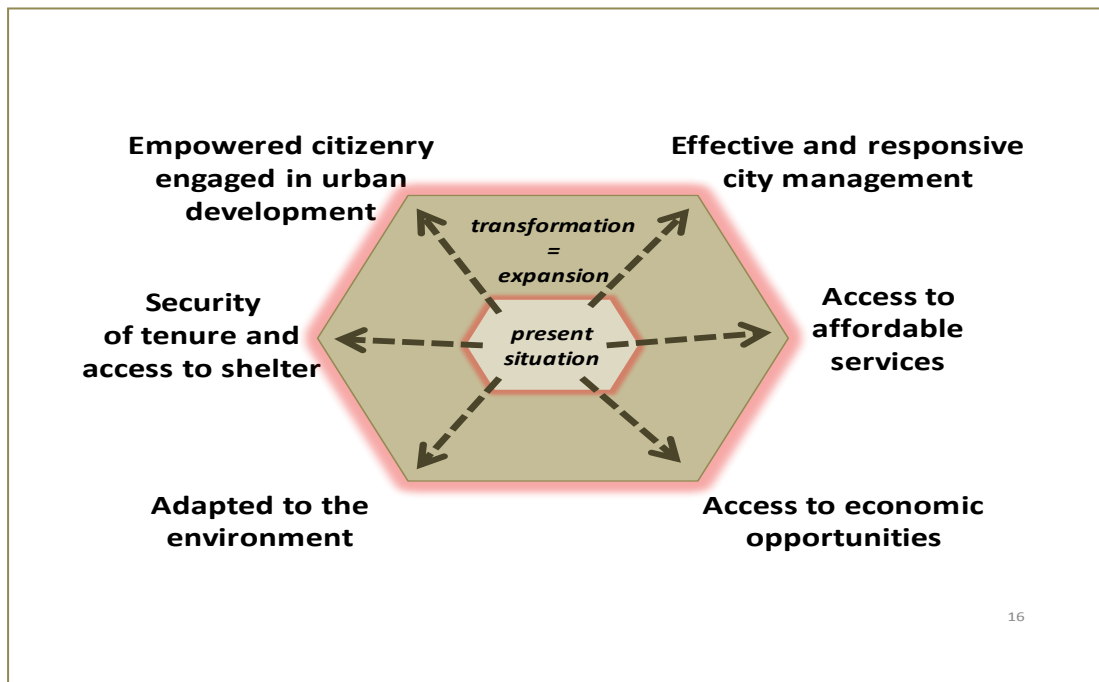 Empowered citizenry
engaged in urban
development
Effective and responsive
city management
transformation
=
expansion
Security
of tenure and
access to shelter
present
situation
Access to
affordable
services
Adapted to the
environment
Access to economic
opportunities
16